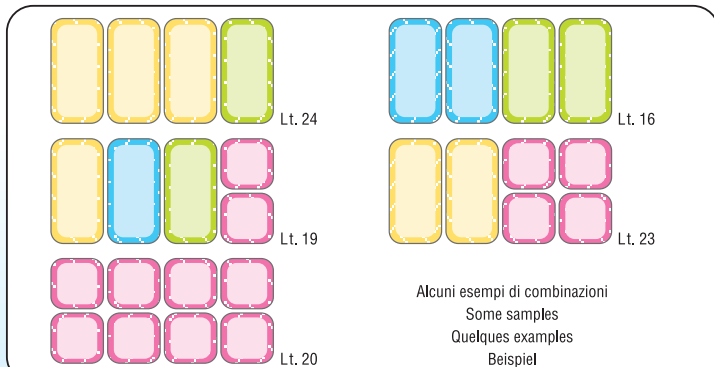 Lt. 24
Lt. 16
Lt. 19
Lt. 23
Lt. 20
Alcuni esempi di combinazioni
Some samples
Quelques examples
Beispiel